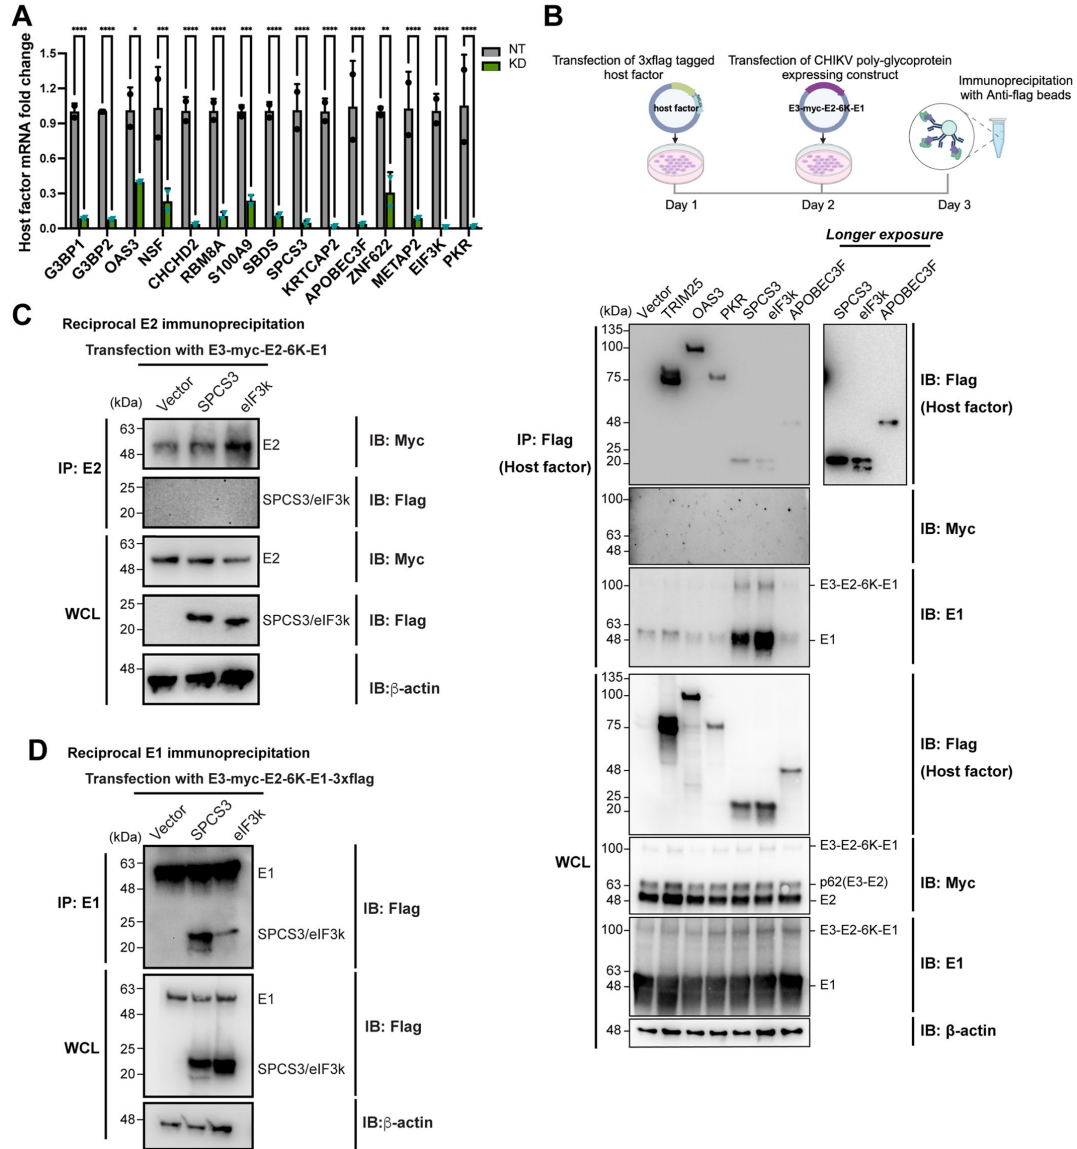 A
**** **** * *** **** *** *** **** **** **** **** ** **** **** ****
NT
KD
Host factor mRNA fold change
1.5
1.2
0.9
0.6
0.3
0.0
G3BP1
G3BP2
OAS3
NSF
CHCHD2
RBM8A
S100A9
SBDS
SPCS3
KRTCAP2
APOBEC3F
ZNF622
METAP2
EIF3K
PKR
B
Transfection of 3xflag tagged
host factor
Transfection of CHIKV poly-glycoprotein
expressing construct
Immunoprecipitation
with Anti-flag beads
host factor
E3-myc-E2-6K-E1
Day 1
Day 2
Day 3
Longer exposure
(kDa)
Vector
TRIM25
OAS3
PKR
SPCS3
eIF3k
APOBEC3F
SPCS3
eIF3k
APOBEC3F
IP: Flag
(Host factor)
135
100
75
48
25
20
IB: Flag
(Host factor)
100
63
48
IB: Myc
100
63
48
E3-E2-6K-E1
E1
IB: E1
WCL
135
100
75
48
25
20
IB: Flag
(Host factor)
100
63
48
E3-E2-6K-E1
p62(E3-E2)
E2
IB: Myc
100
63
48
E3-E2-6K-E1
E1
IB: E1
48
IB: β-actin
C
Reciprocal E2 immunoprecipitation
Transfection with E3-myc-E2-6K-E1
(kDa)
Vector
SPCS3
eIF3k
IP: E2
63
48
E2
IB: Myc
25
20
SPCS3/eIF3k
IB: Flag
WCL
63
48
E2
IB: Myc
25
20
SPCS3/eIF3k
IB: Flag
48
IB:β-actin
D
Reciprocal E1 immunoprecipitation
Transfection with E3-myc-E2-6K-E1-3xflag
(kDa)
Vector
SPCS3
eIF3k
IP: E1
63
48
25
20
E1
SPCS3/eIF3k
IB: Flag
WCL
63
48
25
20
E1
SPCS3/eIF3k
IB: Flag
48
IB:β-actin